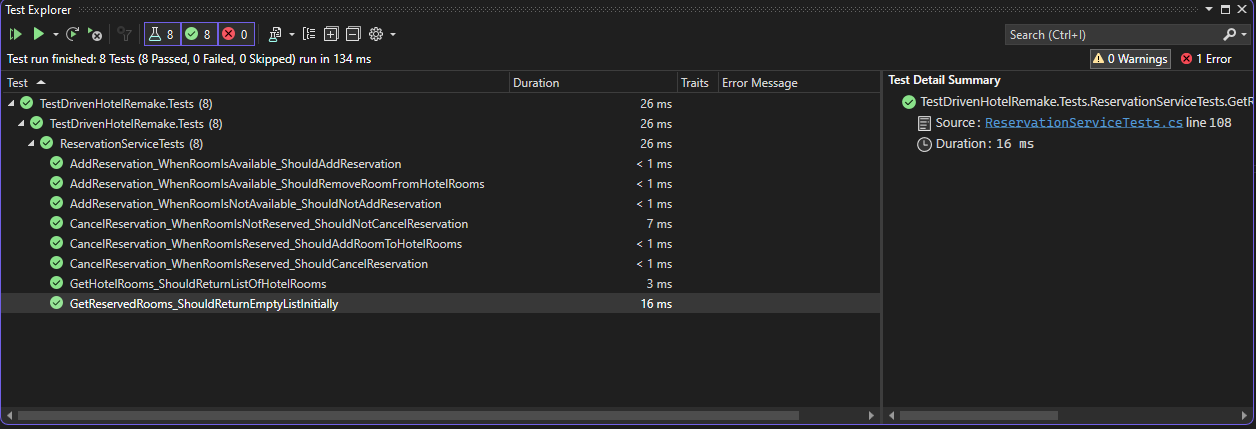 Test Explorer
8 8 0 Search (Ctrl+I)
Test run finished: 8 Tests (8 Passed, 0 Failed, 0 Skipped) run in 134 ms 0 Warnings 1 Error
Test Duration Traits Error Message
TestDrivenHotelRemake.Tests (8) 26 ms
TestDrivenHotelRemake.Tests (8) 26 ms
ReservationServiceTests (8) 26 ms
AddReservation_WhenRoomIsAvailable_ShouldAddReservation < 1 ms
AddReservation_WhenRoomIsAvailable_ShouldRemoveRoomFromHotelRooms < 1 ms
AddReservation_WhenRoomIsNotAvailable_ShouldNotAddReservation < 1 ms
CancelReservation_WhenRoomIsNotReserved_ShouldNotCancelReservation 7 ms
CancelReservation_WhenRoomIsReserved_ShouldAddRoomToHotelRooms < 1 ms
CancelReservation_WhenRoomIsReserved_ShouldCancelReservation < 1 ms
GetHotelRooms_ShouldReturnListOfHotelRooms 3 ms
GetReservedRooms_ShouldReturnEmptyListInitially 16 ms
Test Detail Summary
TestDrivenHotelRemake.Tests.ReservationServiceTests.GetR
Source: ReservationServiceTests.cs line 108
Duration: 16 ms